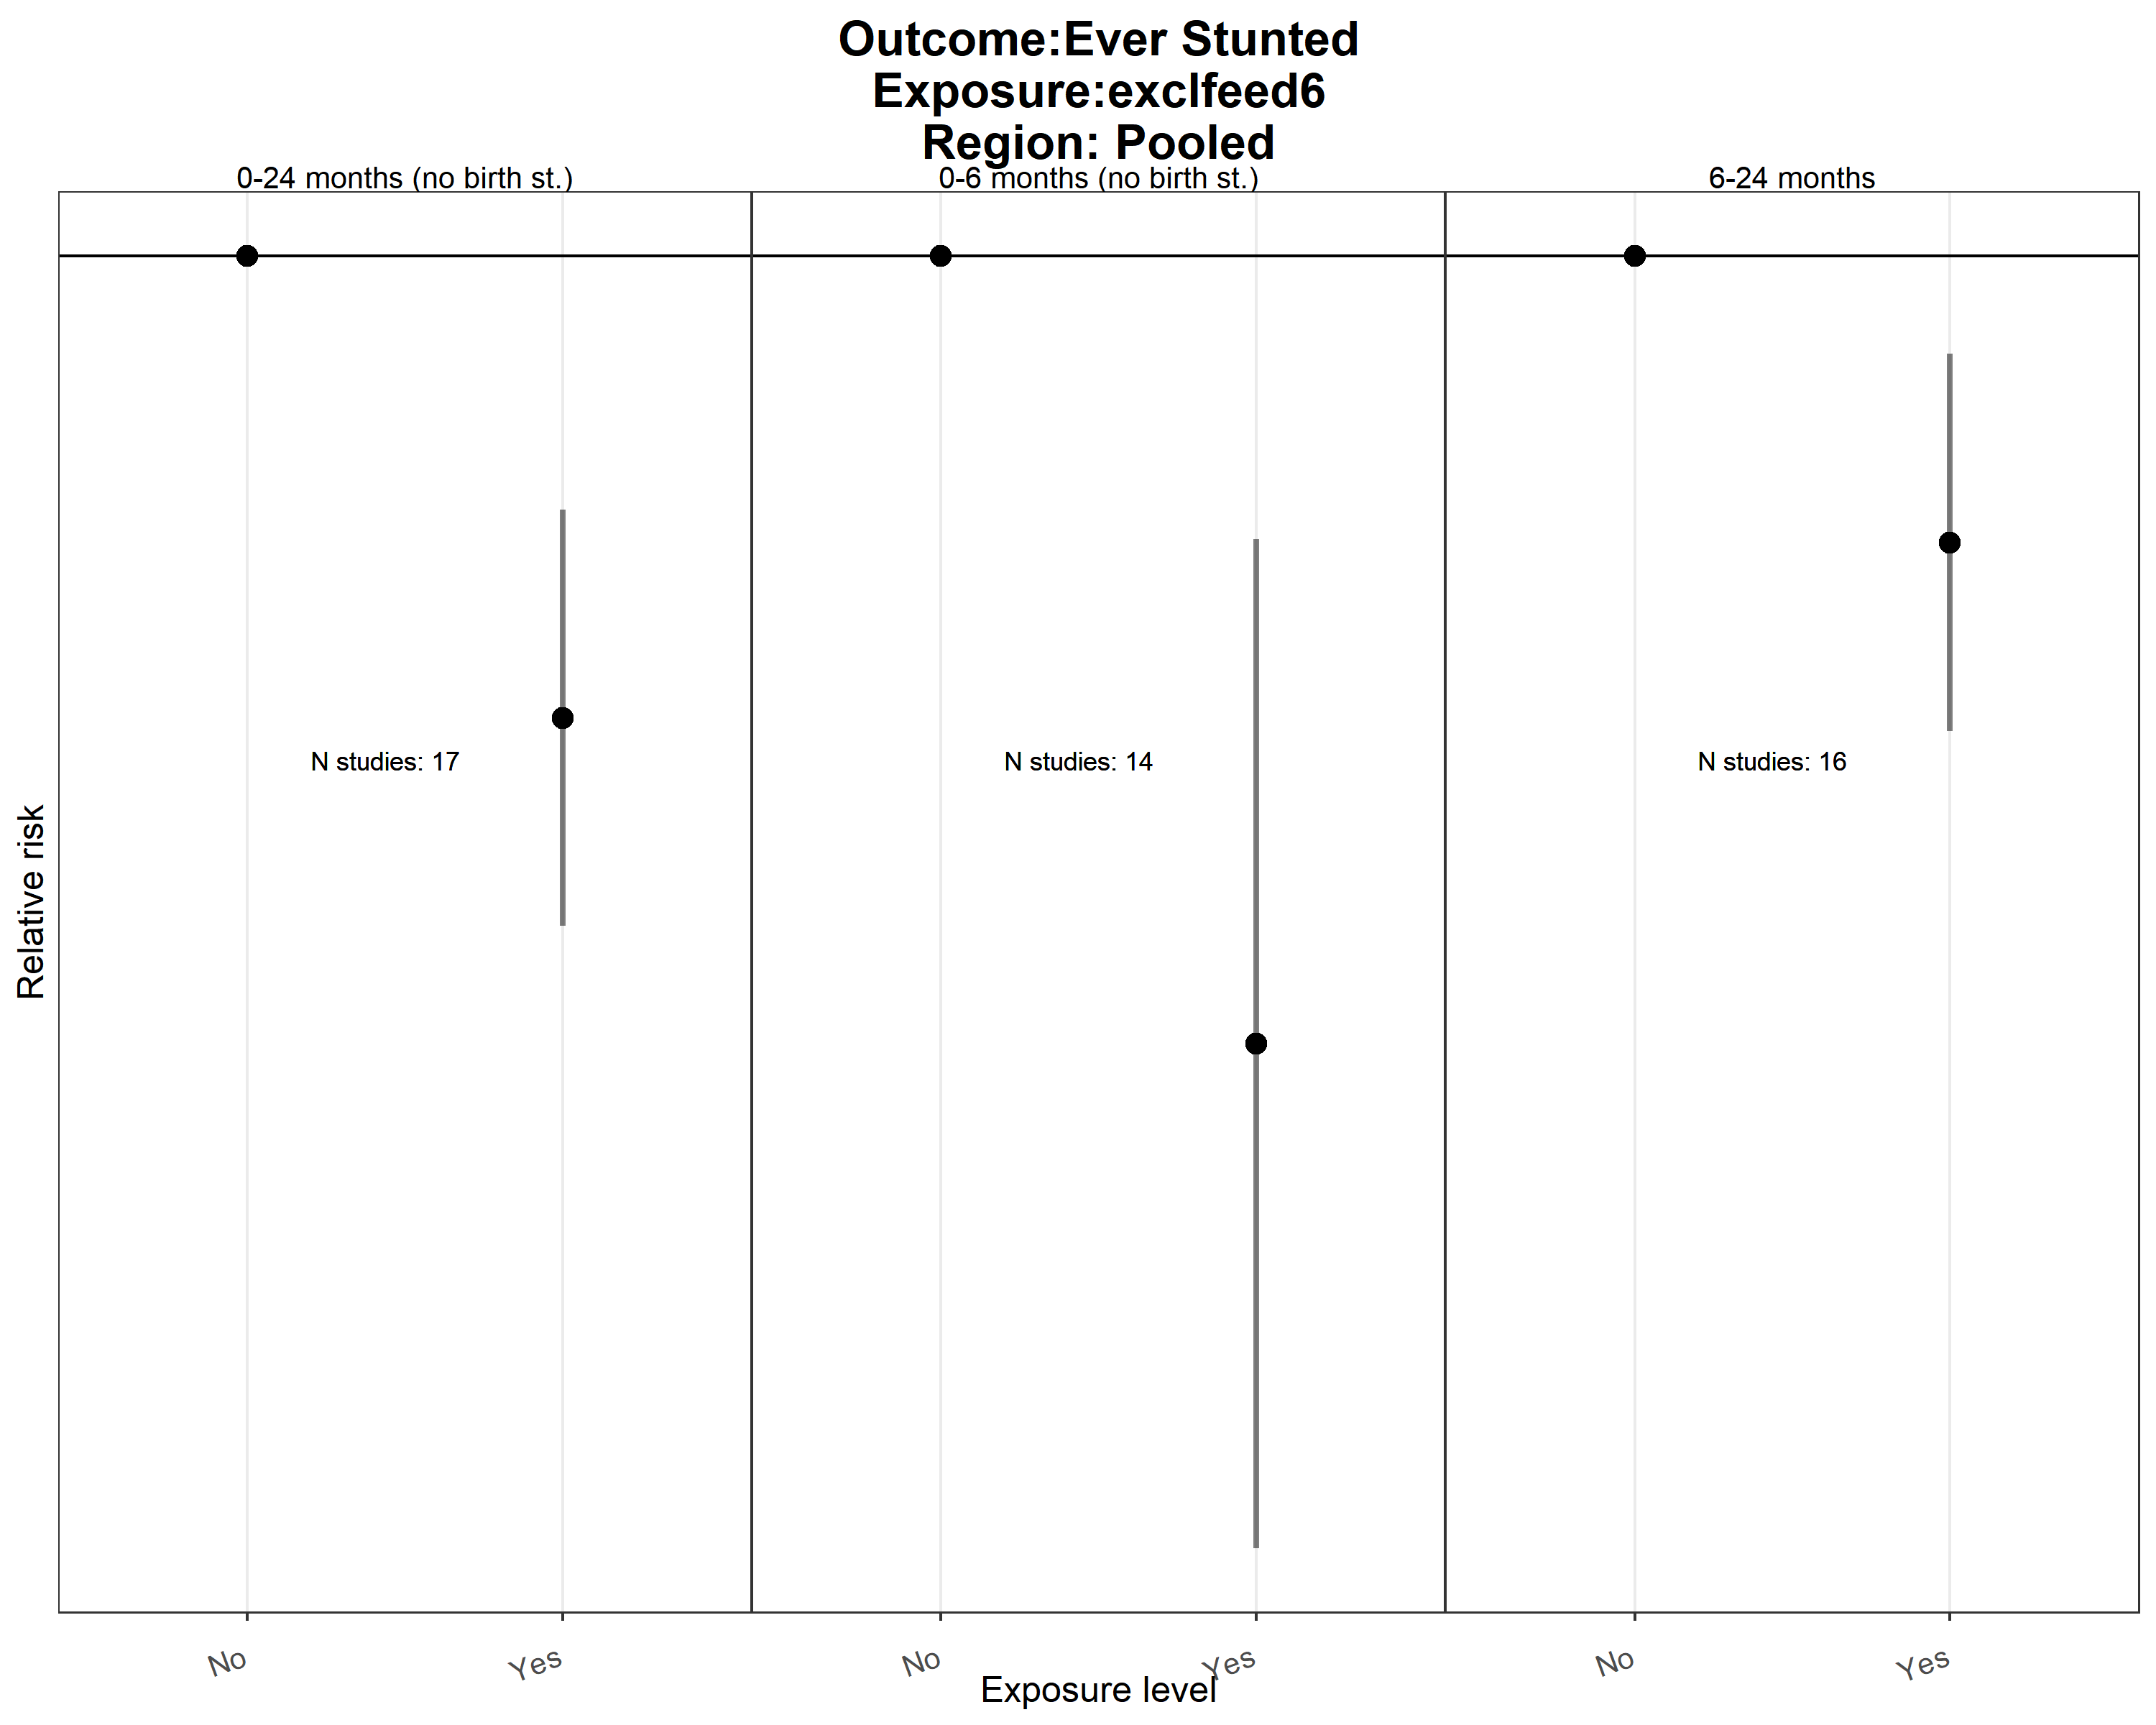 Outcome:Ever Stunted
Exposure:exclfeed6
Region: Pooled
0-24 months (no birth st.)
0-6 months (no birth st.)
6-24 months
Relative risk
N studies: 17
N studies: 14
N studies: 16
No
Yes
No
Yes
No
Yes
Exposure level